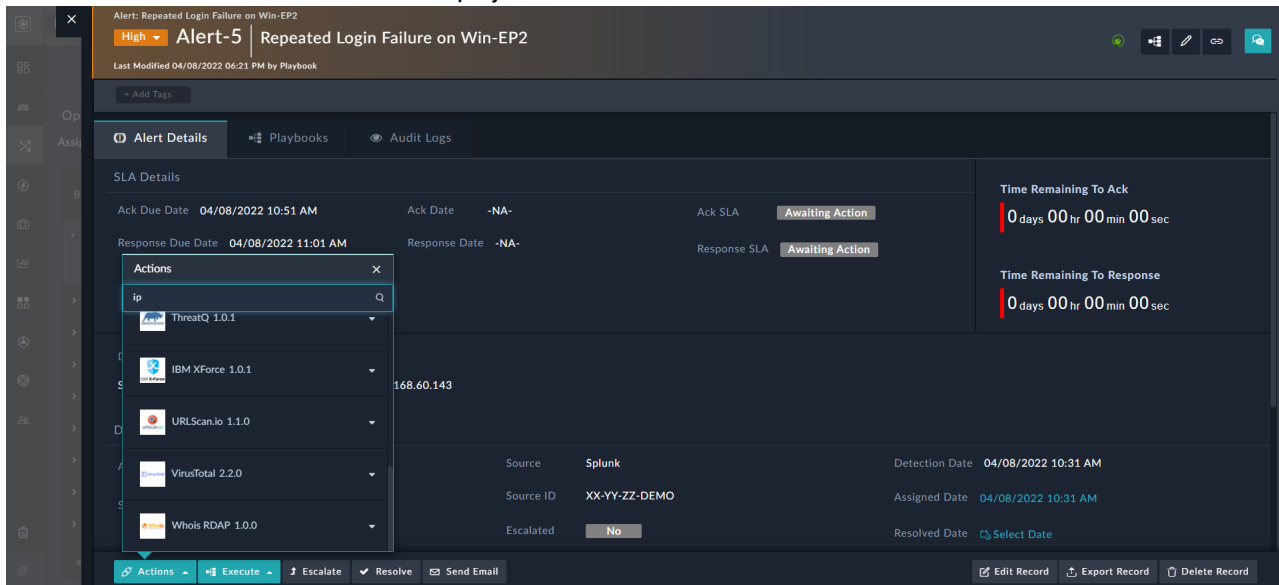 Alert: Repeated Login Failure on Win-EP2
High Alert-5 Repeated Login Failure on Win-EP2
Last Modified 04/08/2022 06:21 PM by Playbook
+ Add Tags
Op
Alert Details Playbooks Audit Logs
Assi
SLA Details
Time Remaining To Ack
8
Ack Due Date 04/08/2022 10:51 AM Ack Date -NA- Ack SLA Awaiting Action
0 days 00 hr 00 min 00 sec
Response Due Date 04/08/2022 11:01 AM Response Date -NA- Response SLA Awaiting Action
Actions
Time Remaining To Response
ip
0 days 00 hr 00 min 00 sec
ThreatQ 1.0.1
IBM XForce 1.0.1
168.60.143
URLScan.io 1.1.0
D
Source Splunk Detection Date 04/08/2022 10:31 AM
VirusTotal 2.2.0
Source ID XX-YY-ZZ-DEMO Assigned Date 04/08/2022 10:31 AM
Whois RDAP 1.0.0
Escalated No Resolved Date Select Date
Actions Execute Escalate Resolve Send Email Edit Record Export Record Delete Record